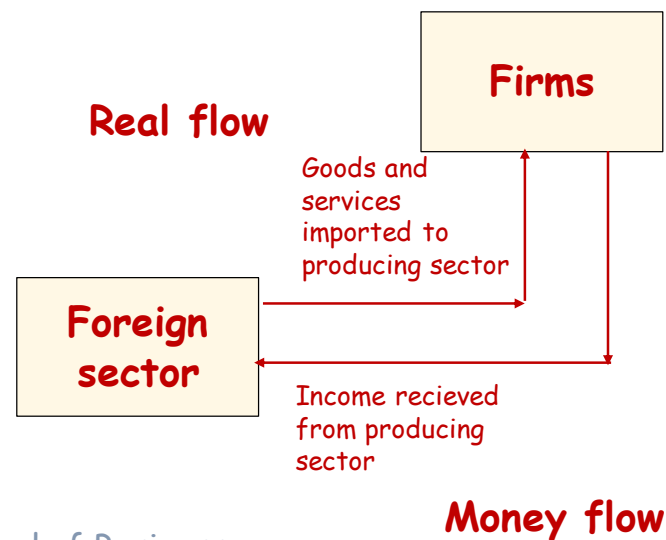 Firms
Real flow
Goods and
services
imported to
producing sector
Foreign
sector
Income recieved
from producing
sector
Money flow
of